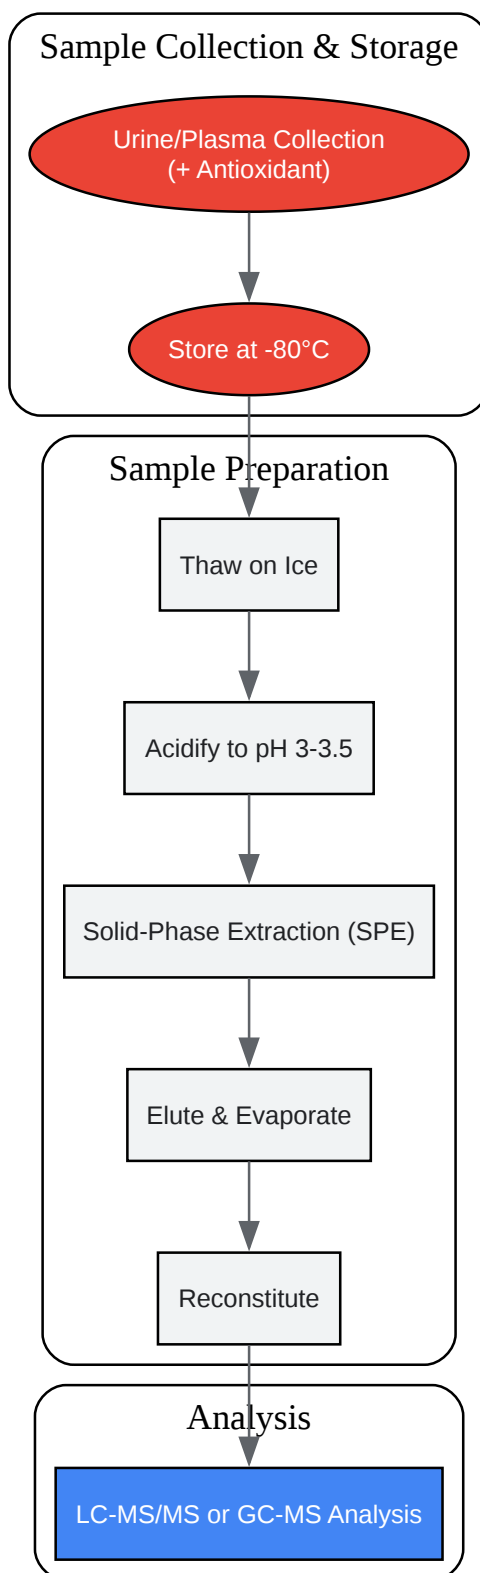 Sample Collection & Storage
Urine/Plasma Collection
(+ Antioxidant)
Store at -80°C
Sample Preparation
Thaw on Ice
Acidify to pH 3-3.5
Solid-Phase Extraction (SPE)
Elute & Evaporate
Reconstitute
Analysis
LC-MS/MS or GC-MS Analysis